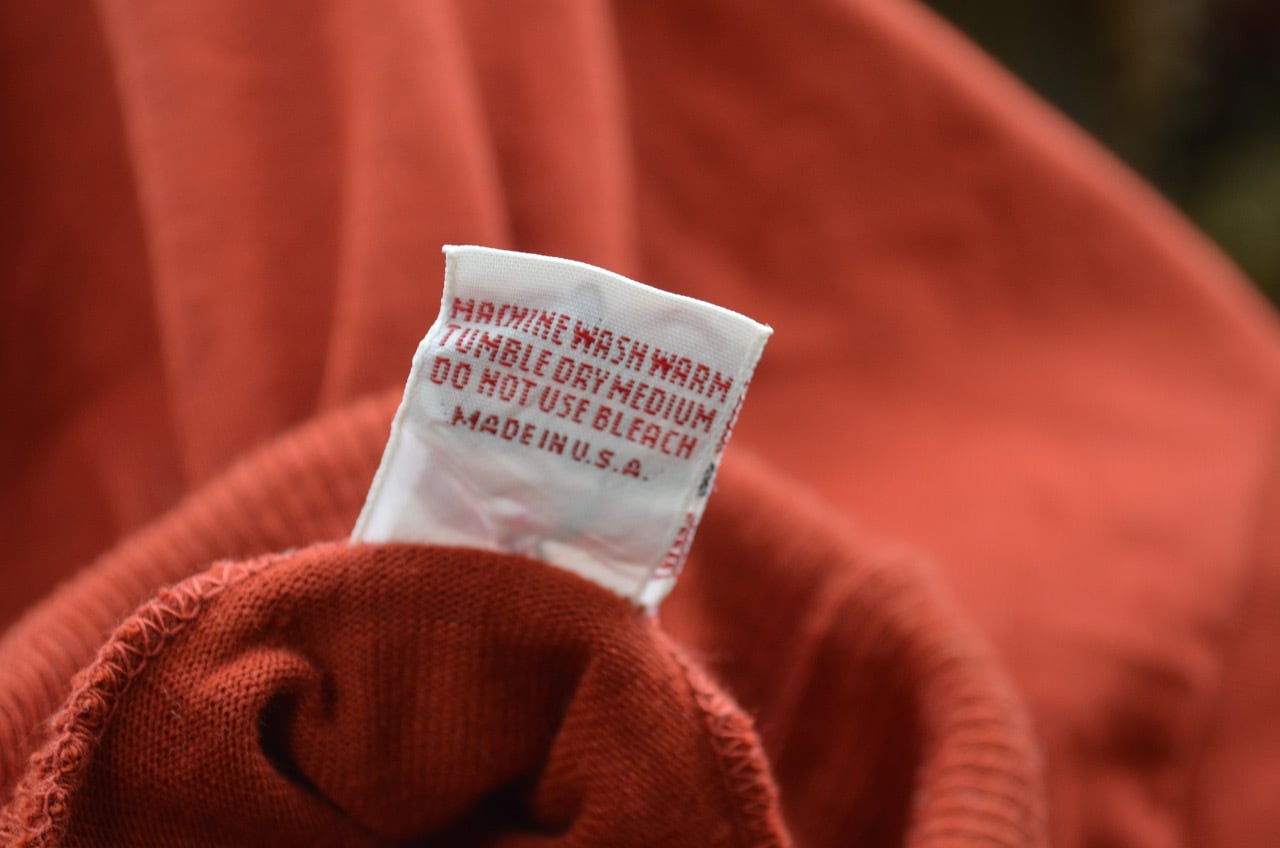 MACHINE WASH WARM
TUMBLE DRY MEDIUM
DO NOT USE BLEACH
MADE IN U.S.A.